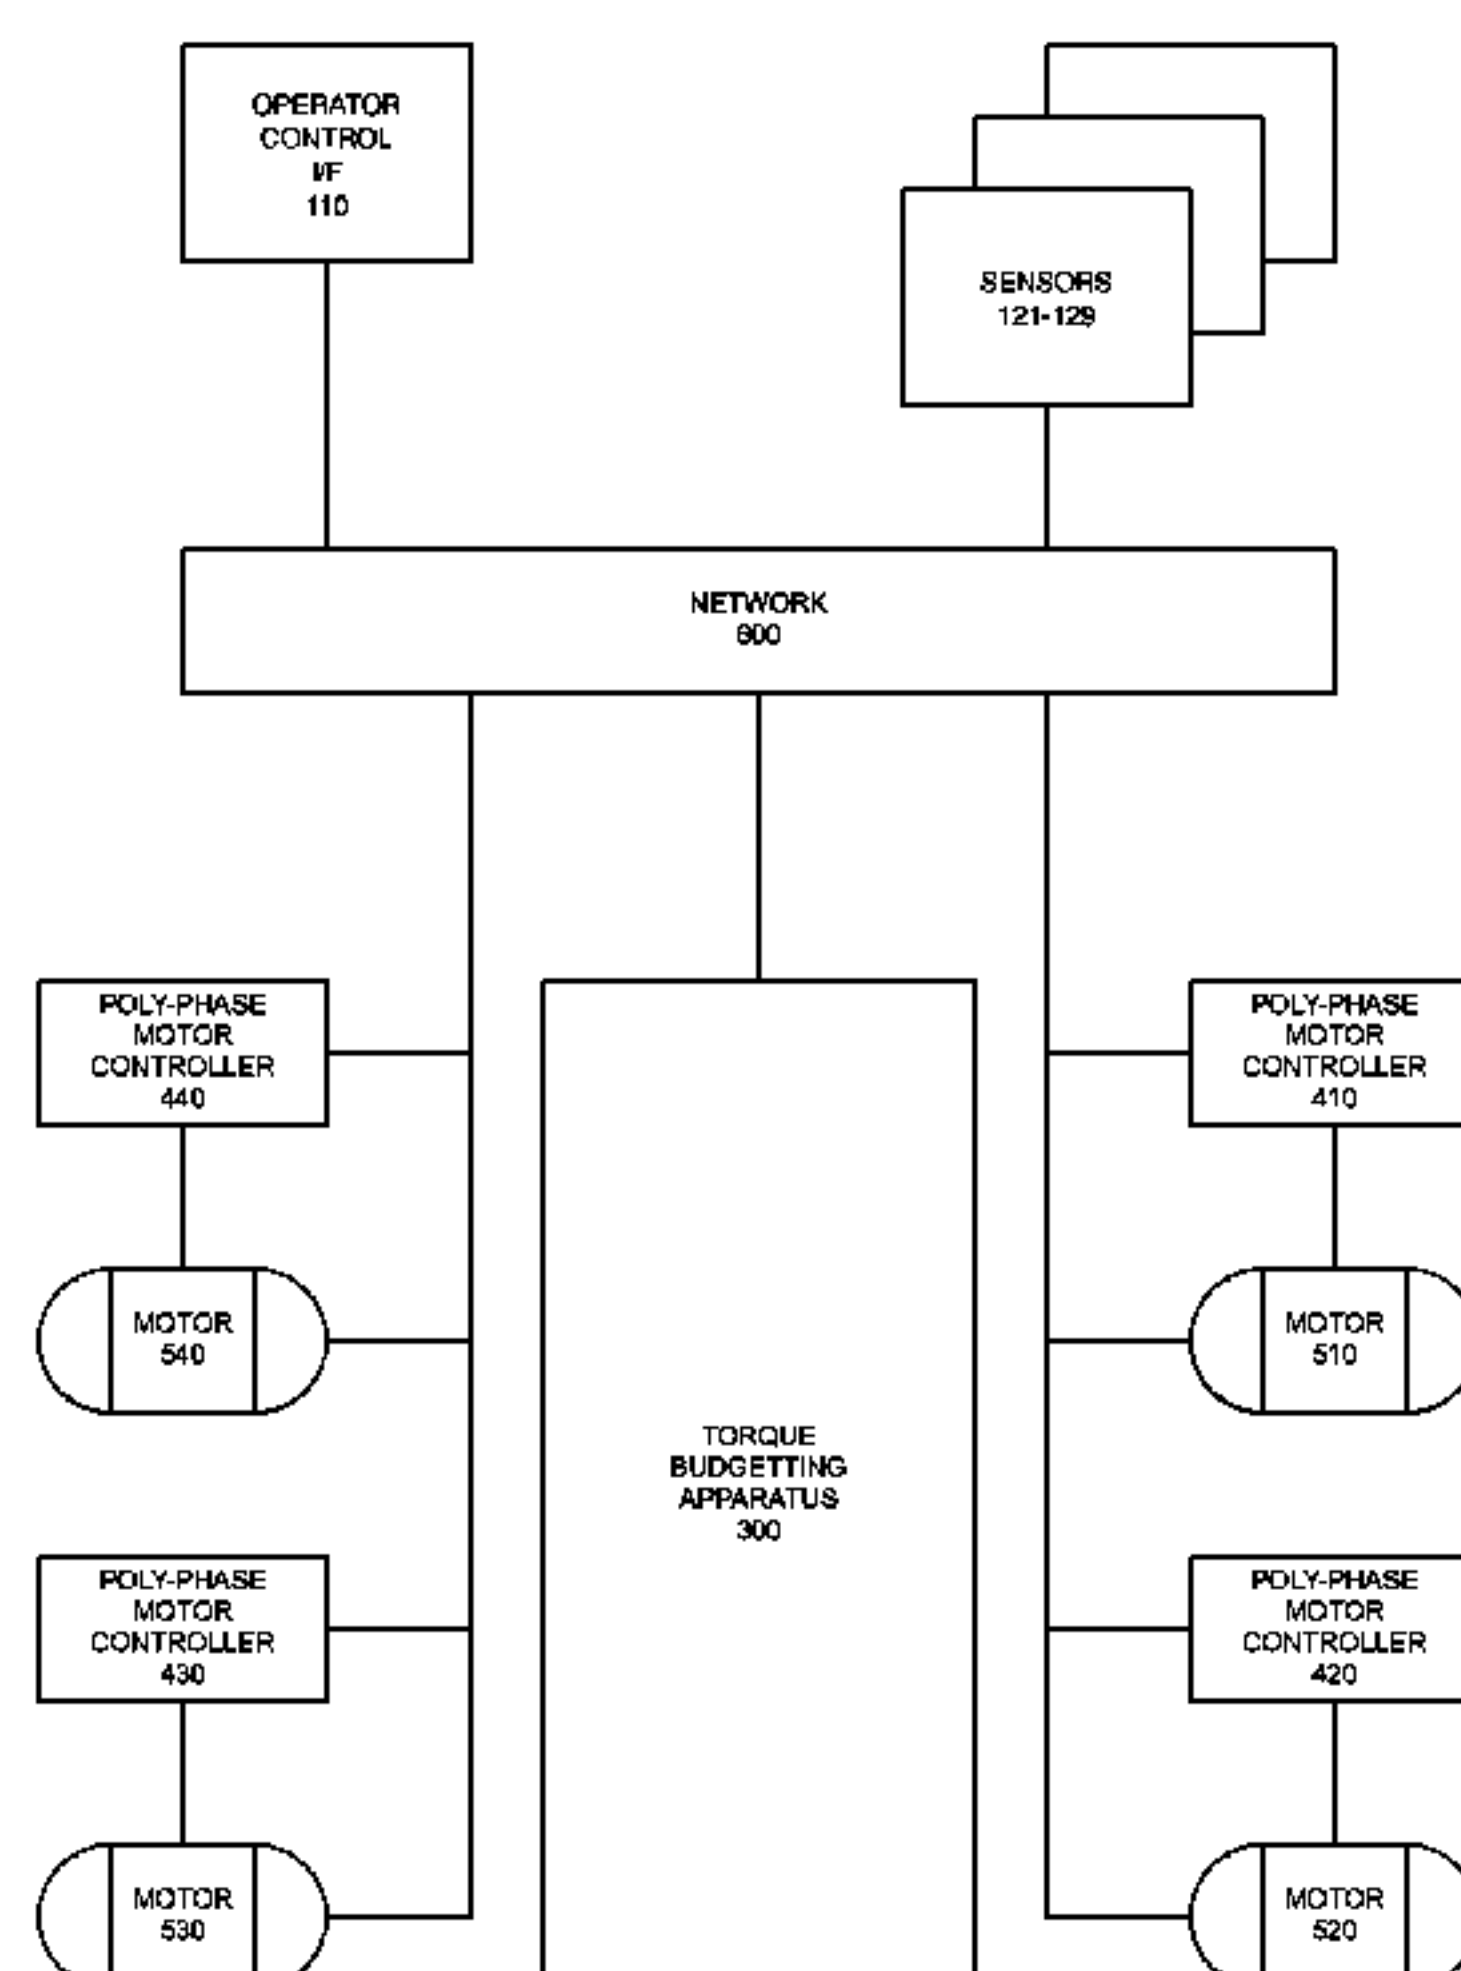 OPERATOR
CONTROL
I/F
110
SENSORS
121-129
NETWORK
600
POLY-PHASE
MOTOR
CONTROLLER
440
POLY-PHASE
MOTOR
CONTROLLER
410
MOTOR
540
MOTOR
510
TORQUE
BUDGETTING
APPARATUS
300
POLY-PHASE
MOTOR
CONTROLLER
430
POLY-PHASE
MOTOR
CONTROLLER
420
MOTOR
530
MOTOR
520